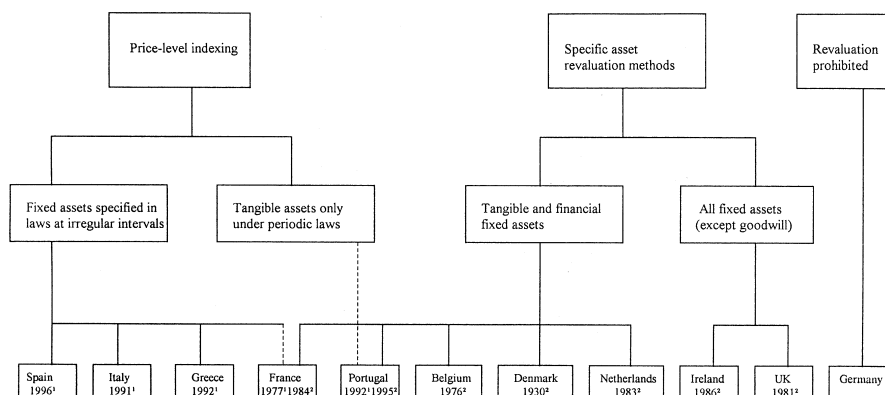 Price-level indexing
Specific asset
revaluation methods
Revaluation
prohibited
Fixed assets specified in
laws at irregular intervals
Tangible assets only
under periodic laws
Tangible and financial
fixed assets
All fixed assets
(except goodwill)
Spain
1996¹
Italy
1991¹
Greece
1992¹
France
1977¹1984²
Portugal
1992¹1995²
Belgium
1976²
Denmark
1930²
Netherlands
1983²
Ireland
1986²
UK
1981²
Germany